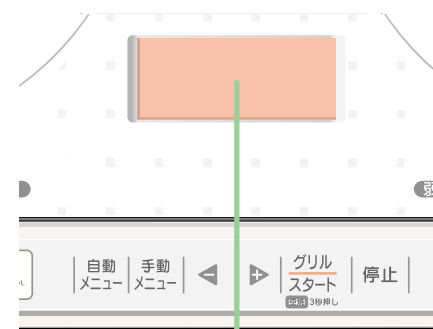 自動
メニュー
手動
メニュー
グリル
スタート
3秒押し
停止